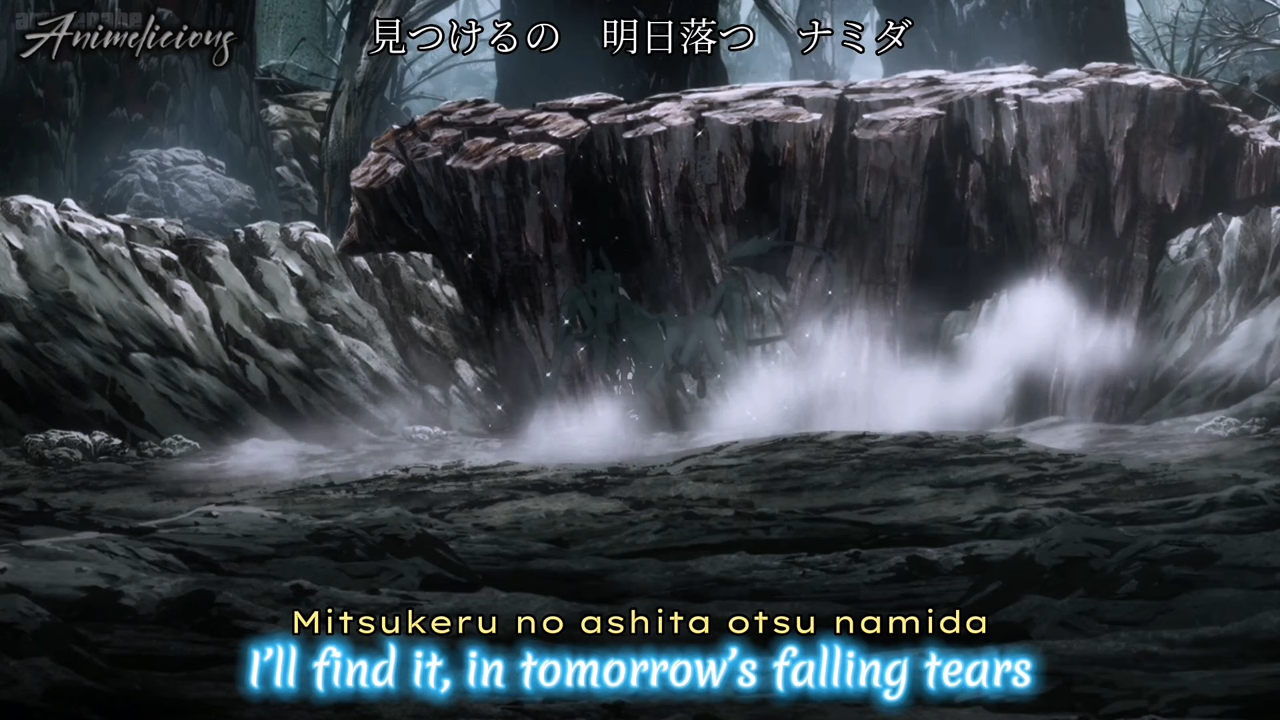 Animelicious
見つけるの　明日落つ　ナミダ
Mitsukeru no ashita otsu namida
I'll find it, in tomorrow's falling tears